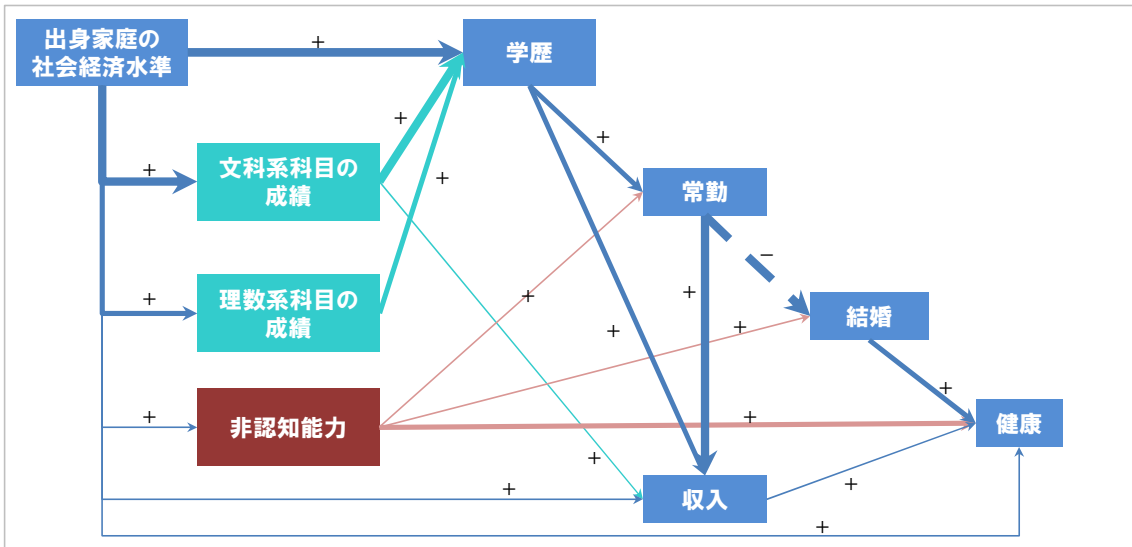 出身家庭の
社会経済水準
+
学歴
+
+
文科系科目の
成績
+
+
常勤
−
理数系科目の
成績
+
+
+
+
+
結婚
非認知能力
+
+
+
健康
+
収入
+
+
+